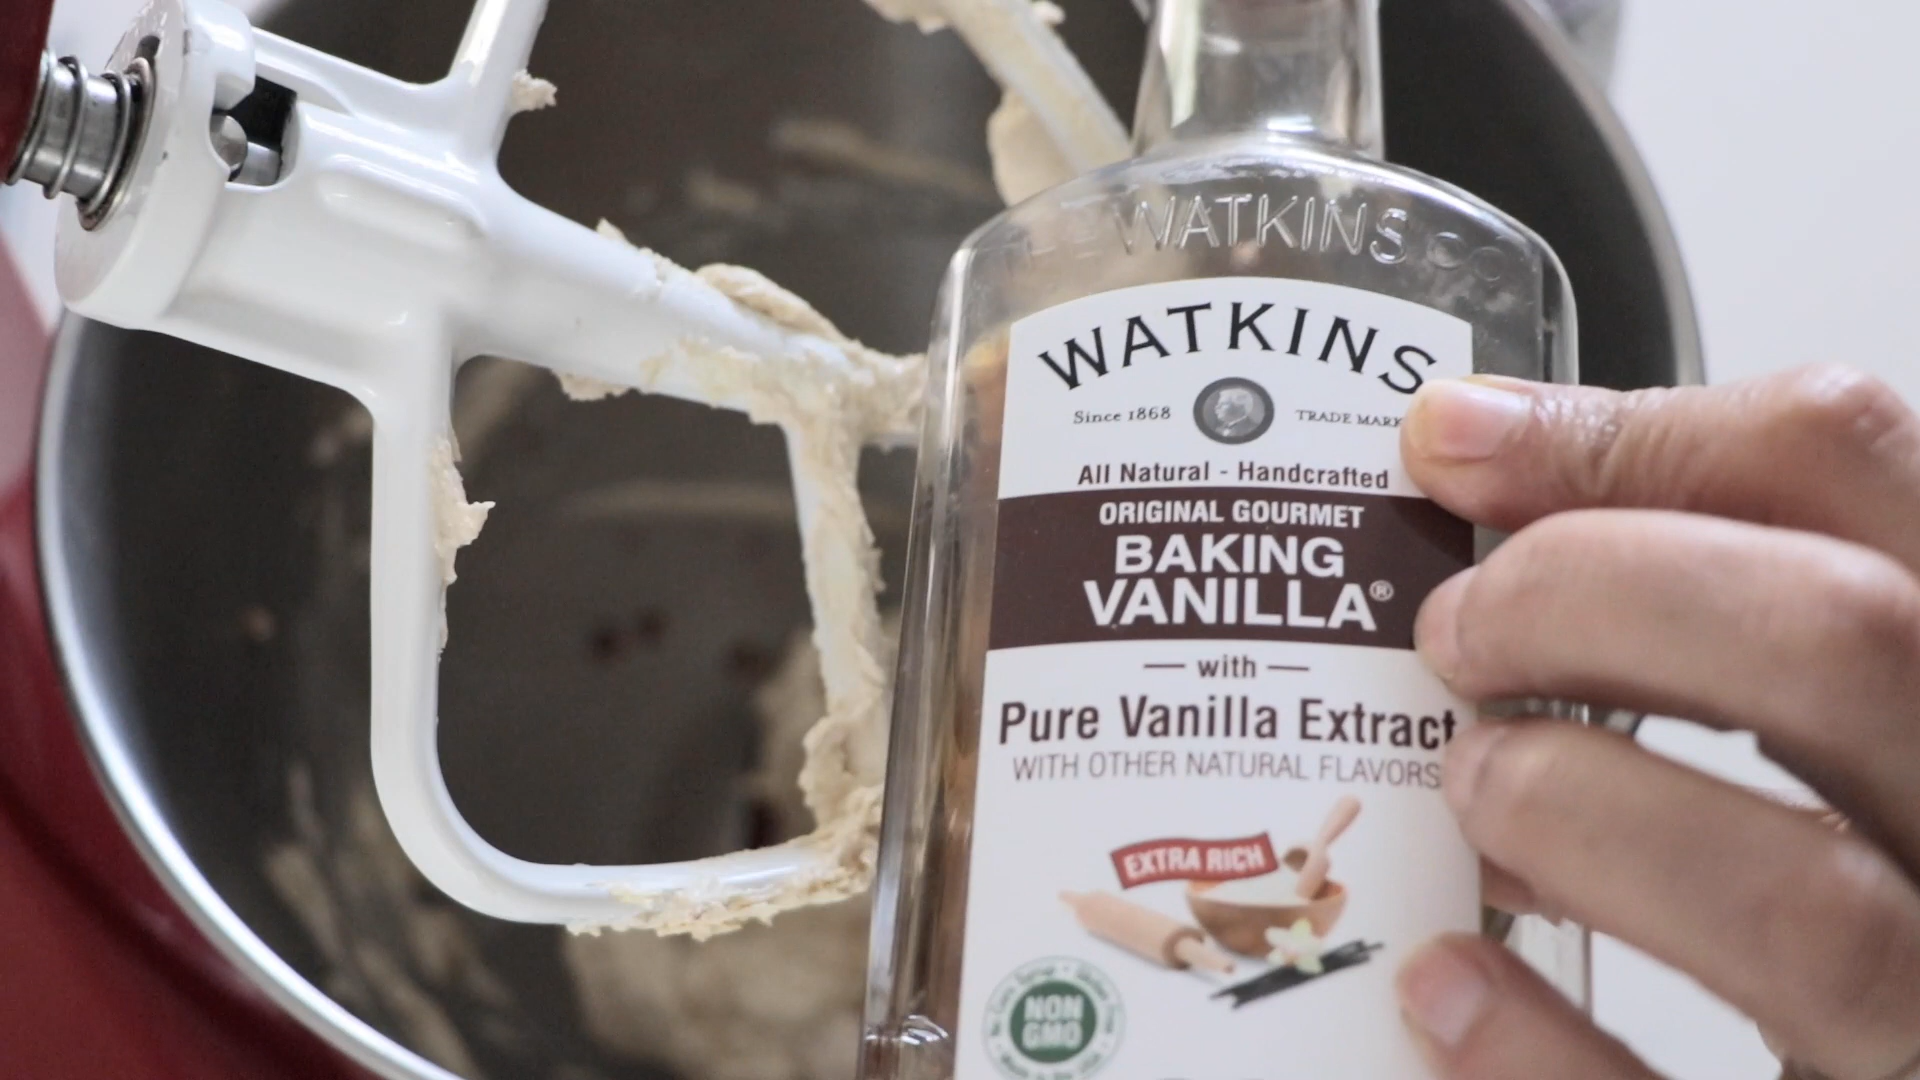 WATKINS CO
WATKINS
Since 1868 TRADE MARK
All Natural - Handcrafted
ORIGINAL GOURMET
BAKING
VANILLA®
with
Pure Vanilla Extract
WITH OTHER NATURAL FLAVORS
EXTRA RICH
NON
GMO